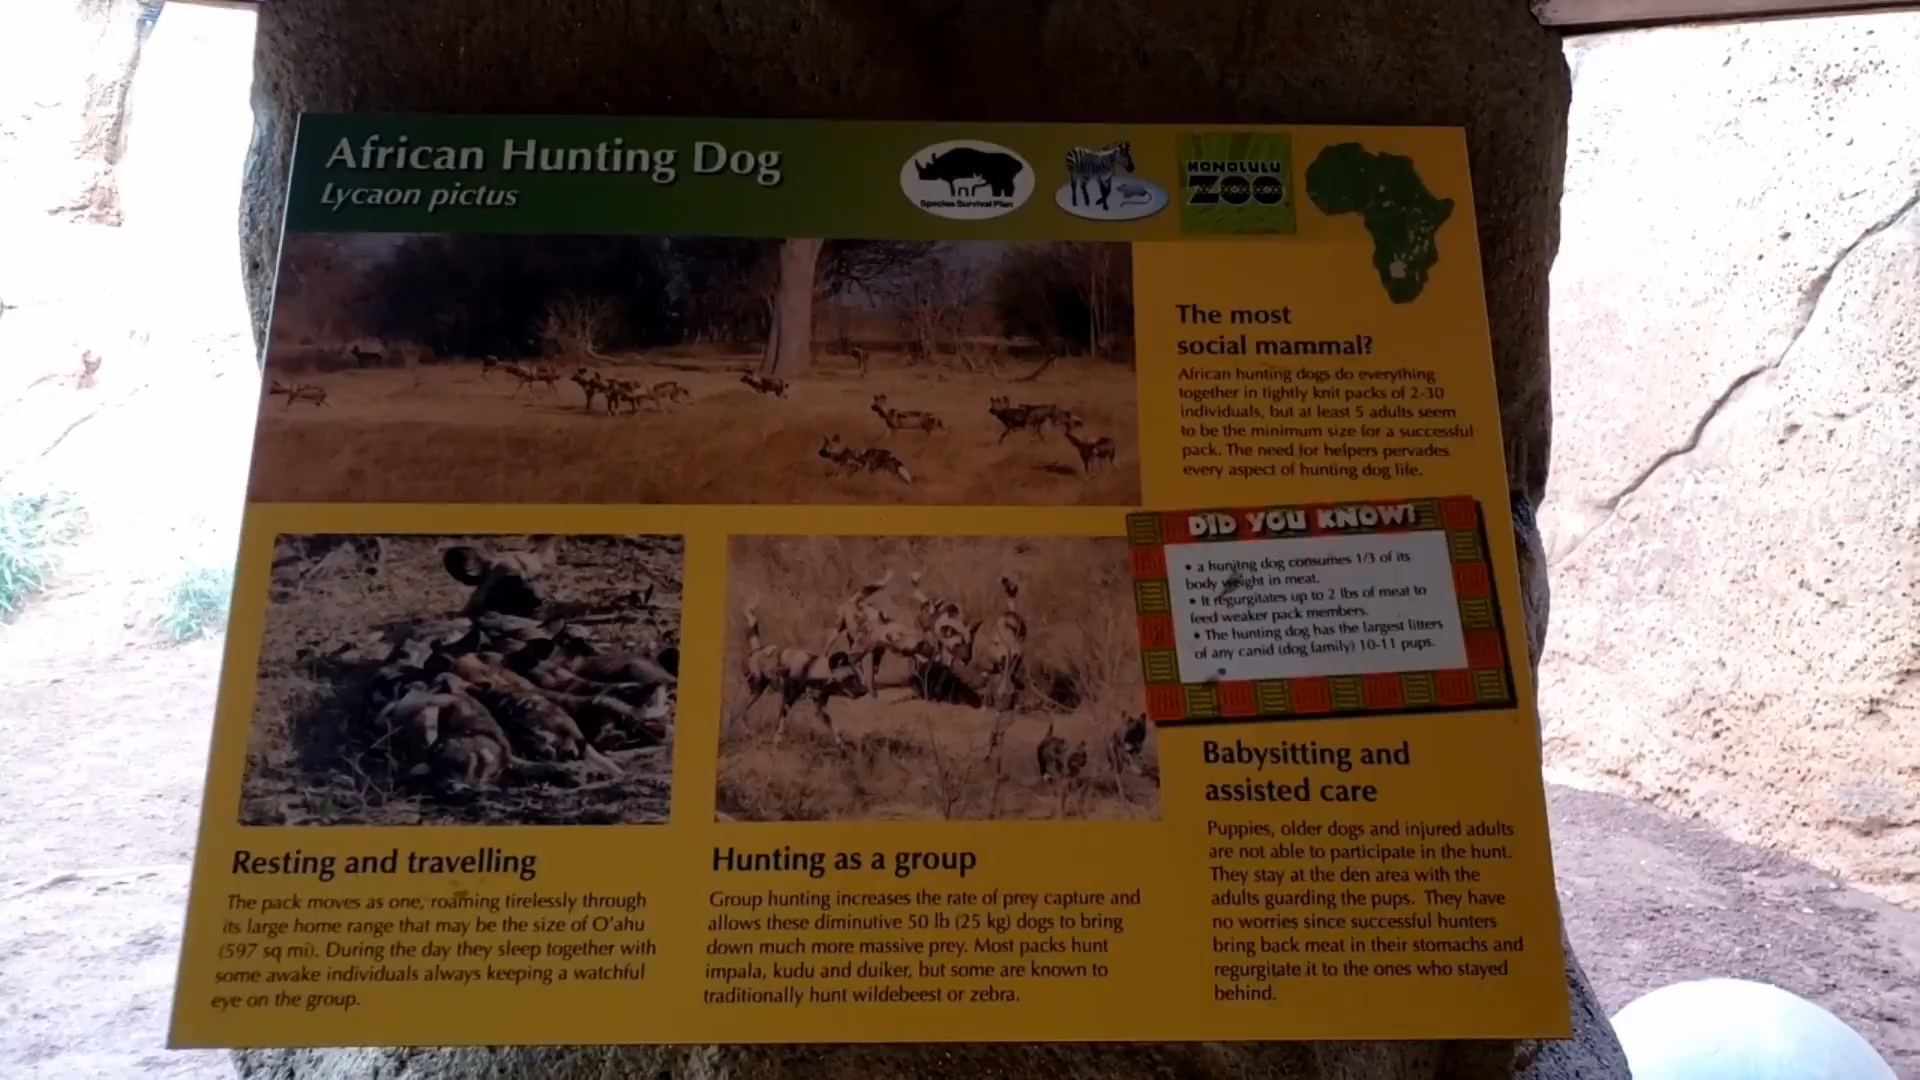 African Hunting Dog
Lycaon pictus
Species Survival Plan
HONOLULU
ZOO
The most
social mammal?
African hunting dogs do everything
together in tightly knit packs of 2-30
individuals, but at least 5 adults seem
to be the minimum size for a successful
pack. The need for helpers pervades
every aspect of hunting dog life.
DID YOU KNOW?
• a hunitng dog consumes 1/3 of its
body weight in meat.
• It regurgitates up to 2 lbs of meat to
feed weaker pack members.
• The hunting dog has the largest litters
of any canid (dog family) 10-11 pups.
Resting and travelling
The pack moves as one, roaming tirelessly through
its large home range that may be the size of O'ahu
(597 sq mi). During the day they sleep together with
some awake individuals always keeping a watchful
eye on the group.
Hunting as a group
Group hunting increases the rate of prey capture and
allows these diminutive 50 lb (25 kg) dogs to bring
down much more massive prey. Most packs hunt
impala, kudu and duiker, but some are known to
traditionally hunt wildebeest or zebra.
Babysitting and
assisted care
Puppies, older dogs and injured adults
are not able to participate in the hunt.
They stay at the den area with the
adults guarding the pups. They have
no worries since successful hunters
bring back meat in their stomachs and
regurgitate it to the ones who stayed
behind.